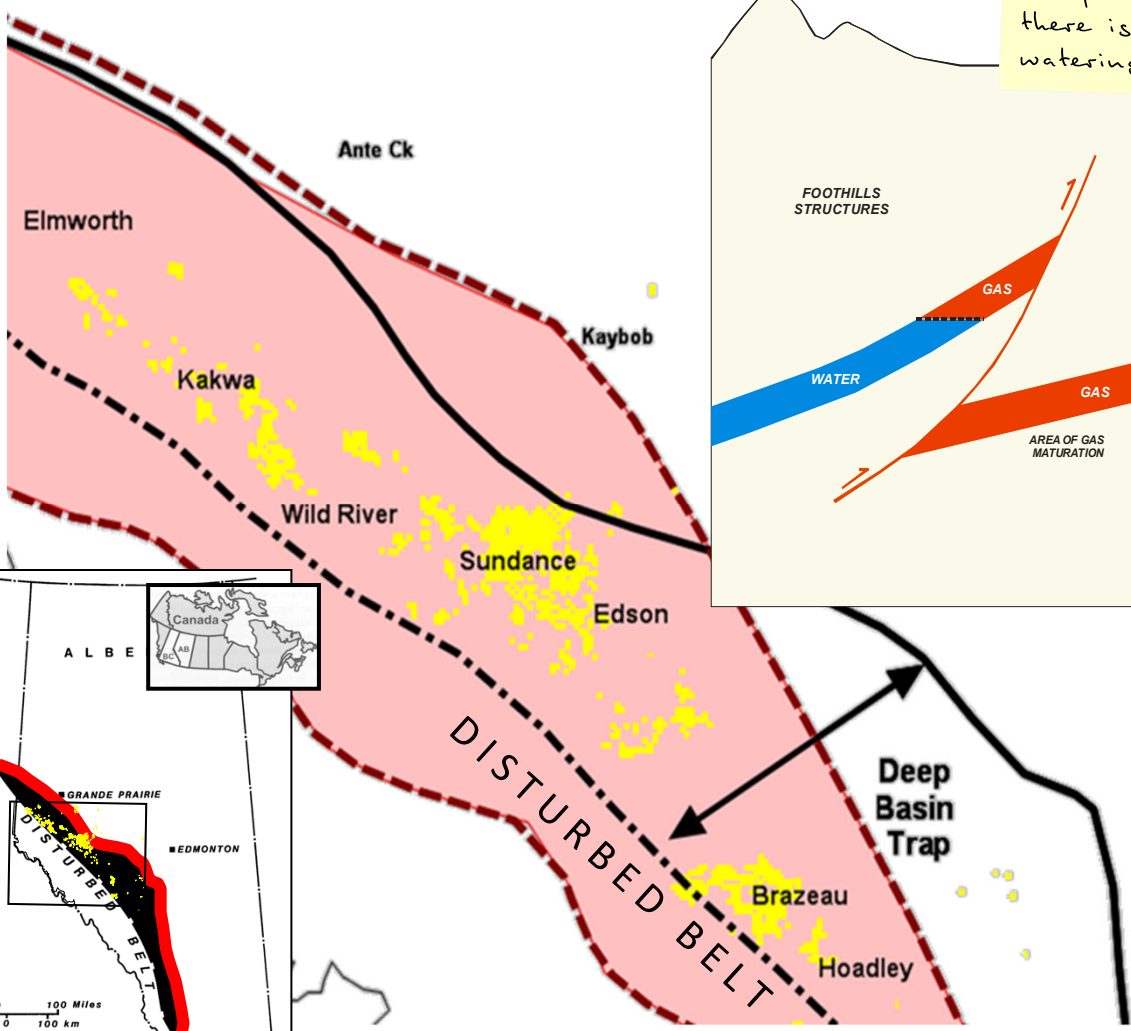 there is
watering
Ante Ck
Elmworth
FOOTHILLS
STRUCTURES
GAS
Kaybob
WATER
Kakwa
GAS
AREA OF GAS
MATURATION
Wild River
Sundance
Edson
Canada
BC
AB
A L B E
DISTURBED BELT
Deep
Basin
Trap
GRANDE PRAIRIE
DISTURBED BELT
EDMONTON
Brazeau
Hoadley
100 Miles
0 100 km